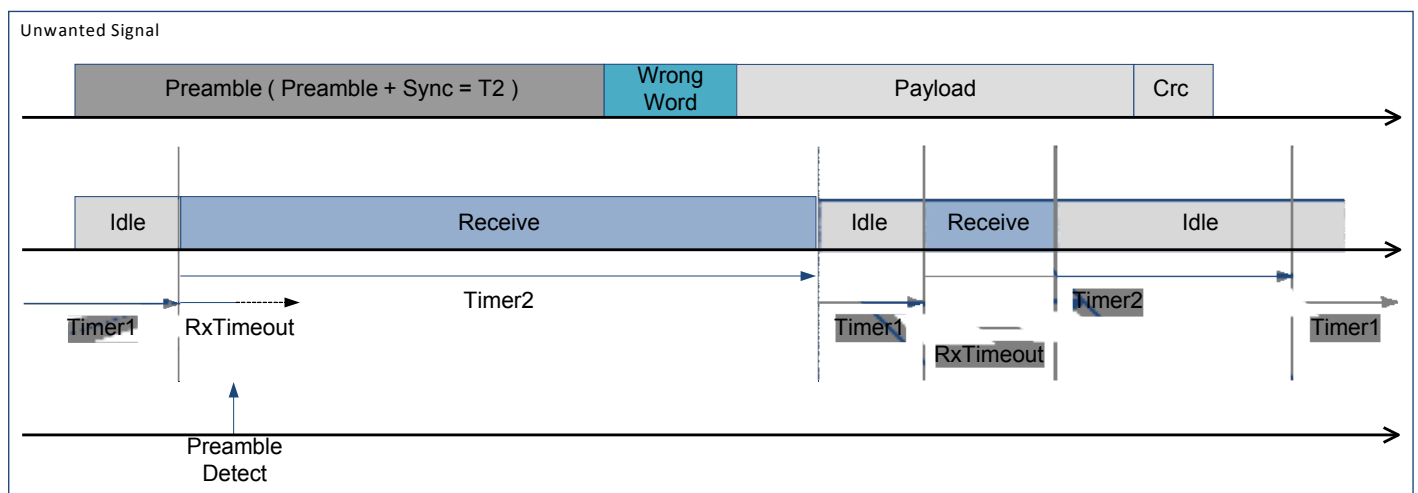 Unwanted Signal
Preamble ( Preamble + Sync = T2 )
Wrong
Word
Payload
Crc
Idle
Receive
Idle
Receive
Idle
Timer1
RxTimeout
Timer2
Timer1
RxTimeout
Timer2
Timer1
Preamble
Detect